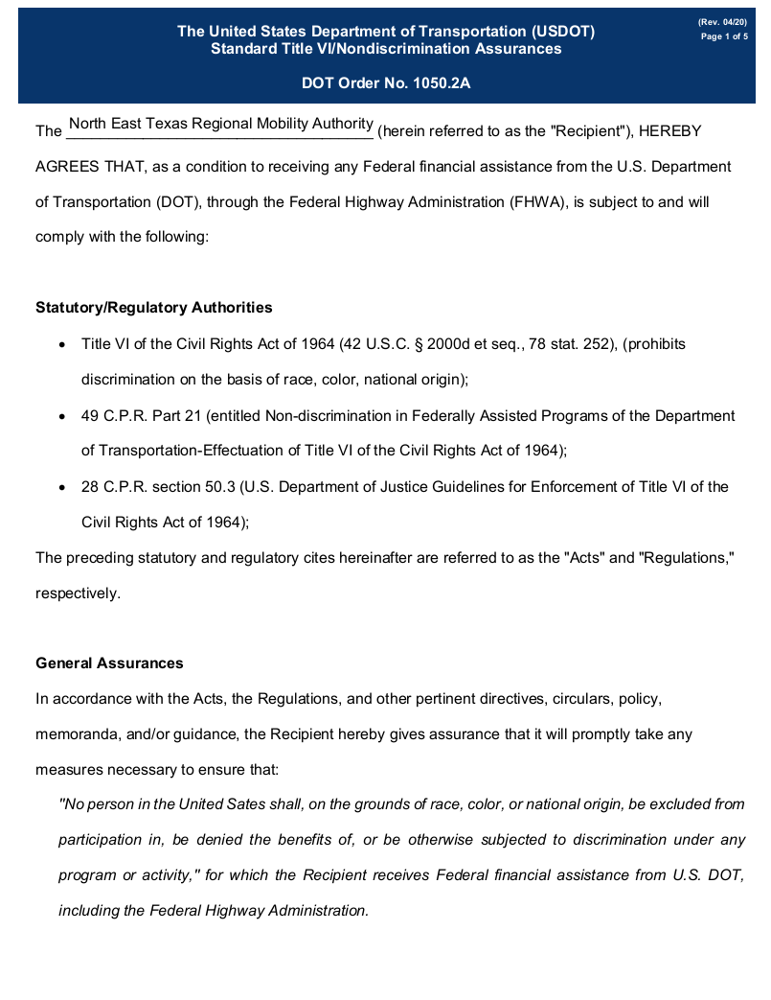 (Rev. 04/20)
Page 1 of 5
The United States Department of Transportation (USDOT)
Standard Title VI/Nondiscrimination Assurances
DOT Order No. 1050.2A
The North East Texas Regional Mobility Authority (herein referred to as the "Recipient"), HEREBY
AGREES THAT, as a condition to receiving any Federal financial assistance from the U.S. Department
of Transportation (DOT), through the Federal Highway Administration (FHWA), is subject to and will
comply with the following:
Statutory/Regulatory Authorities
• Title VI of the Civil Rights Act of 1964 (42 U.S.C. § 2000d et seq., 78 stat. 252), (prohibits
discrimination on the basis of race, color, national origin);
• 49 C.P.R. Part 21 (entitled Non-discrimination in Federally Assisted Programs of the Department
of Transportation-Effectuation of Title VI of the Civil Rights Act of 1964);
• 28 C.P.R. section 50.3 (U.S. Department of Justice Guidelines for Enforcement of Title VI of the
Civil Rights Act of 1964);
The preceding statutory and regulatory cites hereinafter are referred to as the "Acts" and "Regulations,"
respectively.
General Assurances
In accordance with the Acts, the Regulations, and other pertinent directives, circulars, policy,
memoranda, and/or guidance, the Recipient hereby gives assurance that it will promptly take any
measures necessary to ensure that:
"No person in the United Sates shall, on the grounds of race, color, or national origin, be excluded from
participation in, be denied the benefits of, or be otherwise subjected to discrimination under any
program or activity," for which the Recipient receives Federal financial assistance from U.S. DOT,
including the Federal Highway Administration.